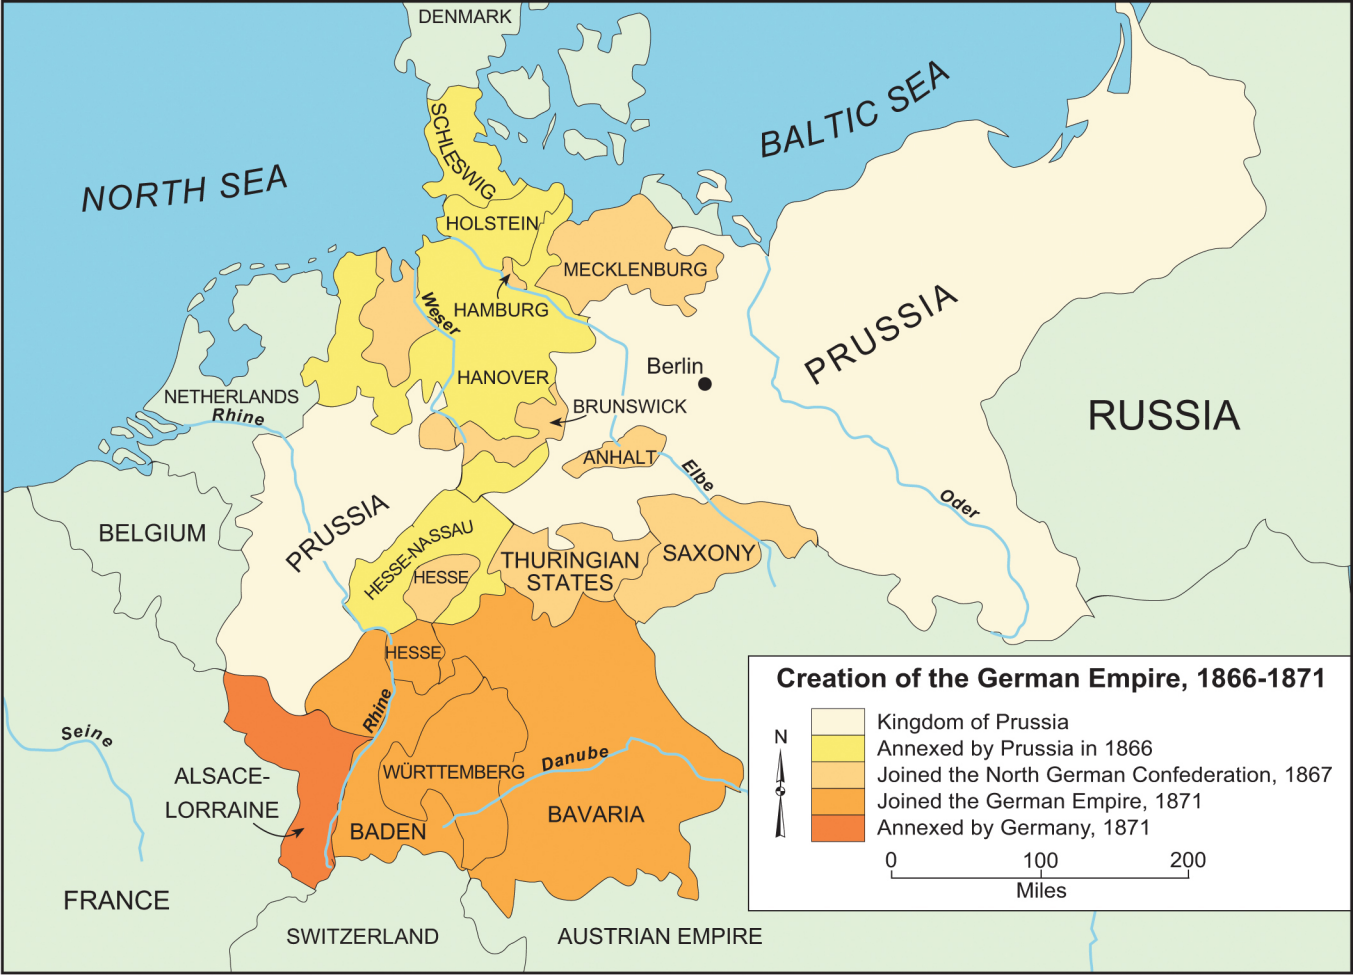 DENMARK
SCHLESWIG
BALTIC SEA
NORTH SEA
HOLSTEIN
MECKLENBURG
HAMBURG
Weser
PRUSSIA
Berlin
HANOVER
NETHERLANDS
Rhine
BRUNSWICK
RUSSIA
ANHALT
Elbe
Oder
BELGIUM
PRUSSIA
HESSE-NASSAU
HESSE
THURINGIAN
STATES
SAXONY
HESSE
Rhine
Seine
ALSACE-
LORRAINE
WÜRTTEMBERG
Danube
BADEN
BAVARIA
FRANCE
SWITZERLAND
AUSTRIAN EMPIRE
Creation of the German Empire, 1866-1871
N
Kingdom of Prussia
Annexed by Prussia in 1866
Joined the North German Confederation, 1867
Joined the German Empire, 1871
Annexed by Germany, 1871
0 100 200
Miles